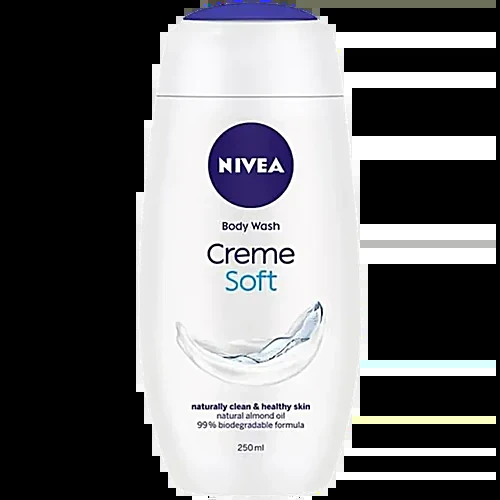 NIVEA
Body Wash
Creme
Soft
naturally clean & healthy skin
natural almond oil
99% biodegradable formula
250ml